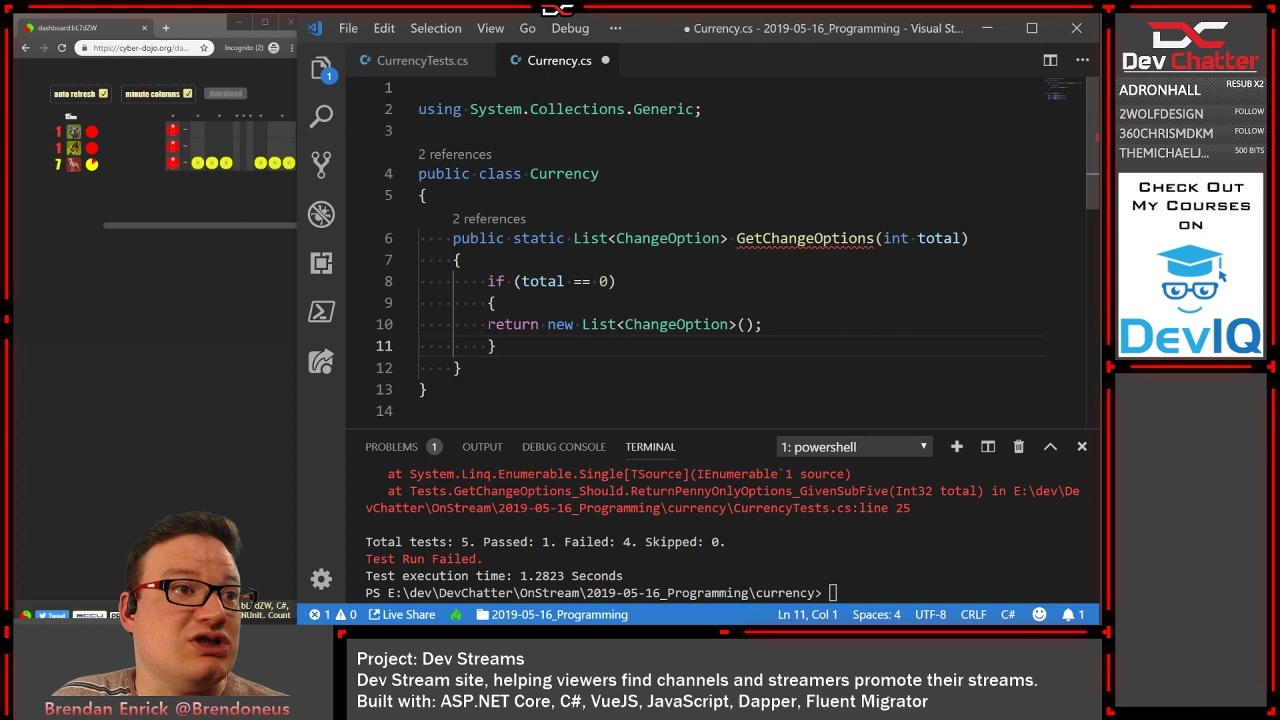 dashboard:bL7dZW
https://cyber-dojo.org/da...
Incognito (2)
auto refresh
minute columns
download
1
1
7
File Edit Selection View Go Debug ...
● Currency.cs - 2019-05-16_Programming - Visual St...
CurrencyTests.cs
Currency.cs
1
2 using System.Collections.Generic;
3
2 references
4 public class Currency
5 {
2 references
6 public static List<ChangeOption> GetChangeOptions(int total)
7 {
8 if (total == 0)
9 {
10 return new List<ChangeOption>();
11 }
12 }
13 }
14
PROBLEMS 1 OUTPUT DEBUG CONSOLE TERMINAL 1: powershell
at System.Linq.Enumerable.Single[TSource](IEnumerable`1 source)
at Tests.GetChangeOptions_Should.ReturnPennyOnlyOptions_GivenSubFive(Int32 total) in E:\dev\De
vChatter\OnStream\2019-05-16_Programming\currency\CurrencyTests.cs:line 25
Total tests: 5. Passed: 1. Failed: 4. Skipped: 0.
Test Run Failed.
Test execution time: 1.2823 Seconds
PS E:\dev\DevChatter\OnStream\2019-05-16_Programming\currency>
1 0 Live Share 2019-05-16_Programming Ln 11, Col 1 Spaces: 4 UTF-8 CRLF C# 1
Tweet
bL7dZW, C#,
NUnit. Count
Brendan Enrick @Brendoneus
Project: Dev Streams
Dev Stream site, helping viewers find channels and streamers promote their streams.
Built with: ASP.NET Core, C#, VueJS, JavaScript, Dapper, Fluent Migrator
Dev Chatter
ADRONHALL RESUB X2
2WOLFDESIGN FOLLOW
360CHRISMDKM FOLLOW
THEMICHAELJ... 500 BITS
CHECK OUT
MY COURSES
ON
DevIQ